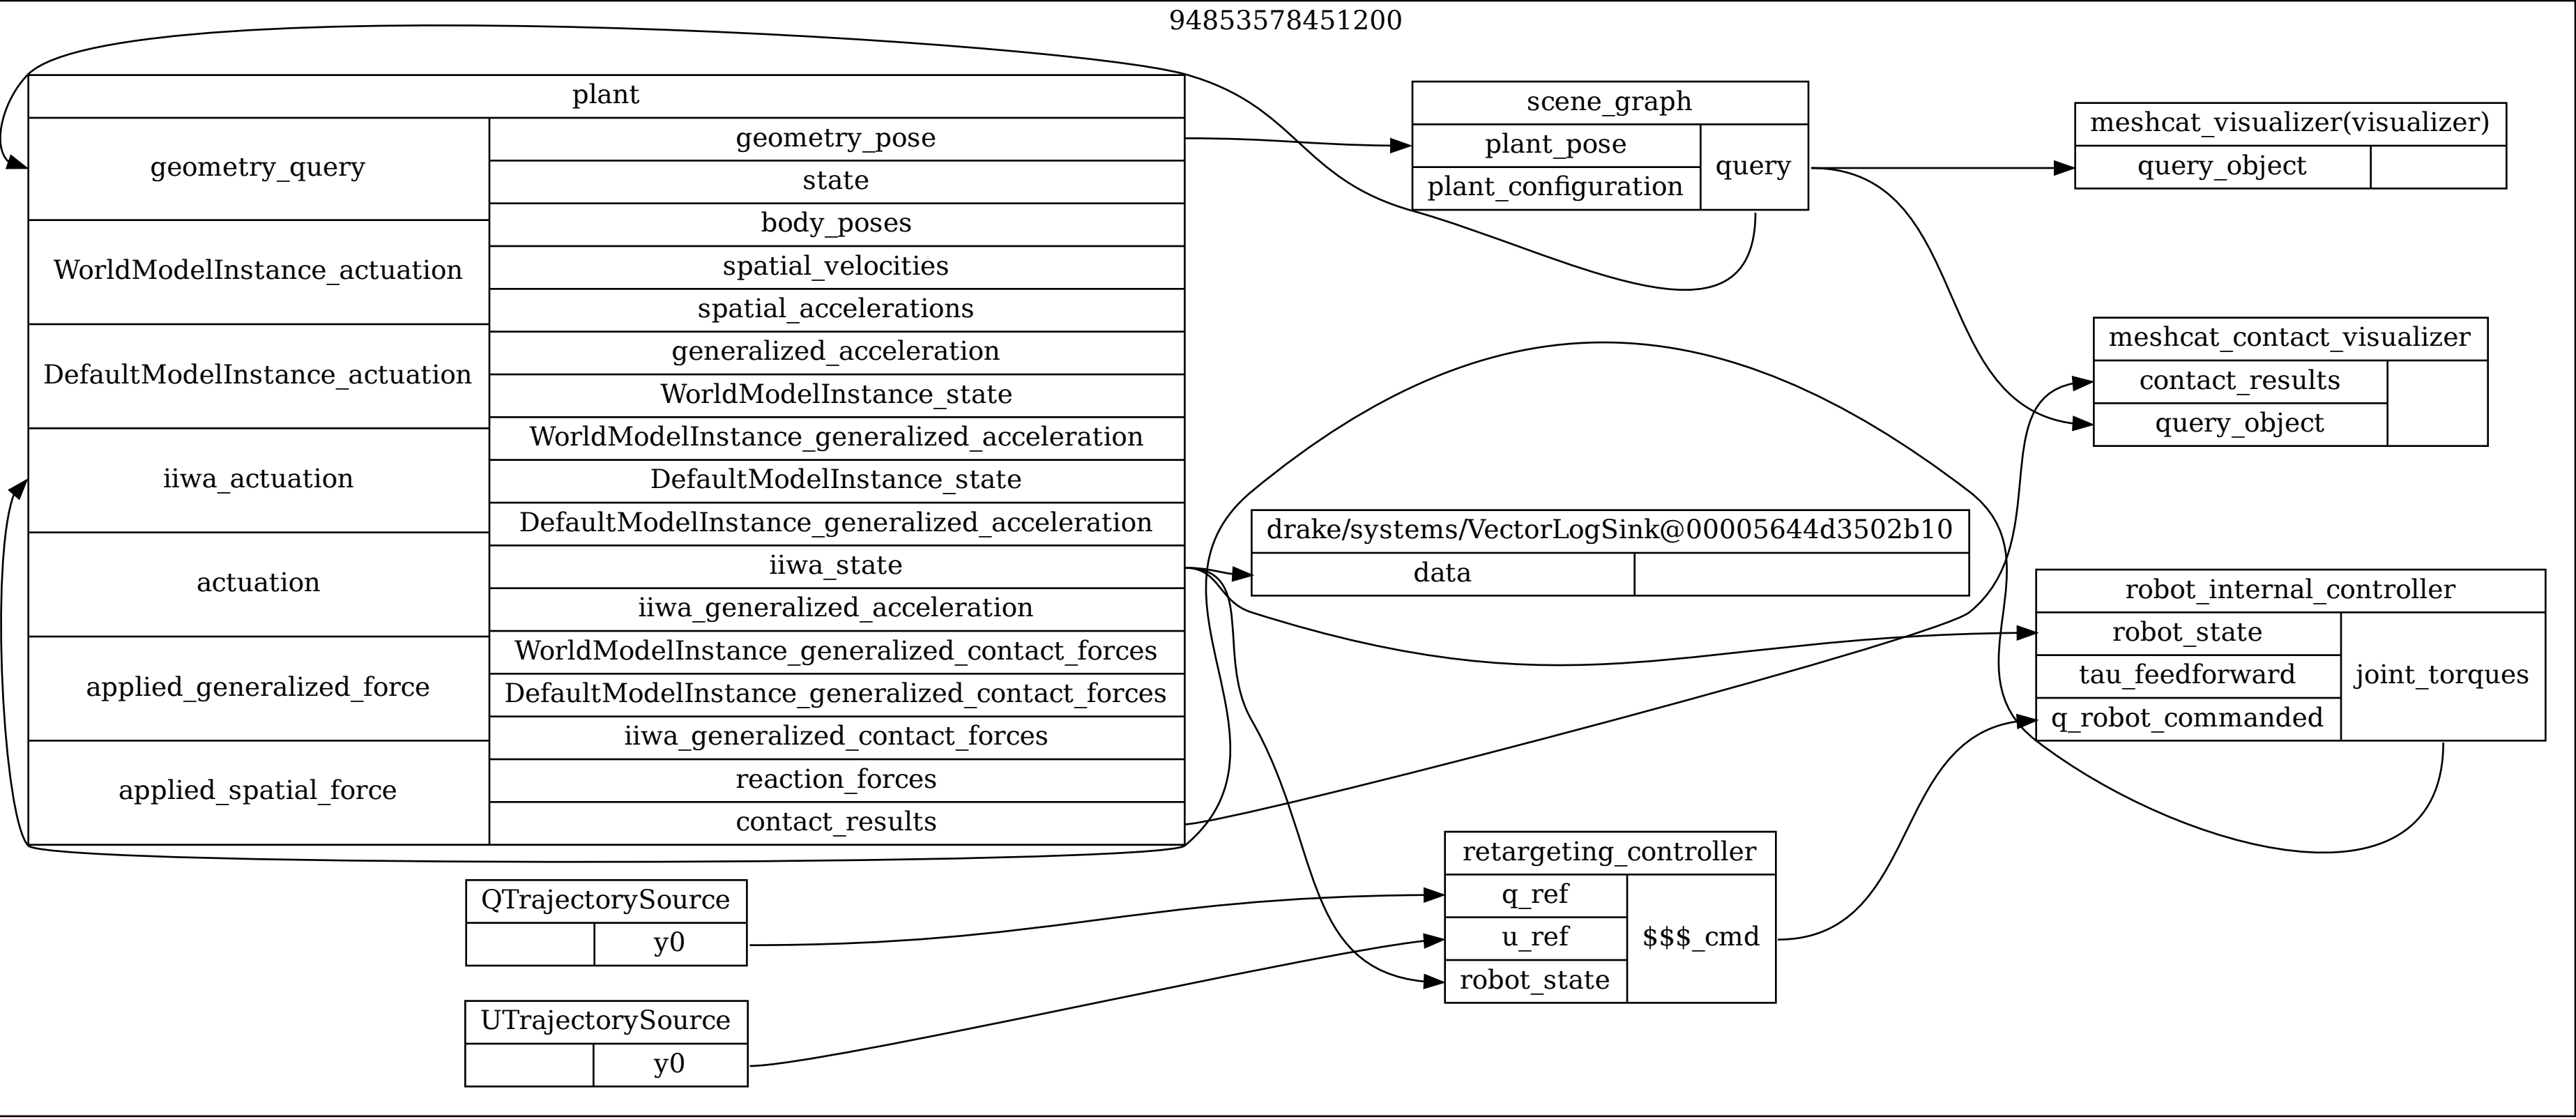 94853578451200
plant
geometry_query
WorldModelInstance_actuation
DefaultModelInstance_actuation
iiwa_actuation
actuation
applied_generalized_force
applied_spatial_force
geometry_pose
state
body_poses
spatial_velocities
spatial_accelerations
generalized_acceleration
WorldModelInstance_state
WorldModelInstance_generalized_acceleration
DefaultModelInstance_state
DefaultModelInstance_generalized_acceleration
iiwa_state
iiwa_generalized_acceleration
WorldModelInstance_generalized_contact_forces
DefaultModelInstance_generalized_contact_forces
iiwa_generalized_contact_forces
reaction_forces
contact_results
scene_graph
plant_pose
plant_configuration
query
meshcat_visualizer(visualizer)
query_object
meshcat_contact_visualizer
contact_results
query_object
drake/systems/VectorLogSink@00005644d3502b10
data
robot_internal_controller
robot_state
tau_feedforward
q_robot_commanded
joint_torques
retargeting_controller
q_ref
u_ref
robot_state
$$$_cmd
QTrajectorySource
y0
UTrajectorySource
y0